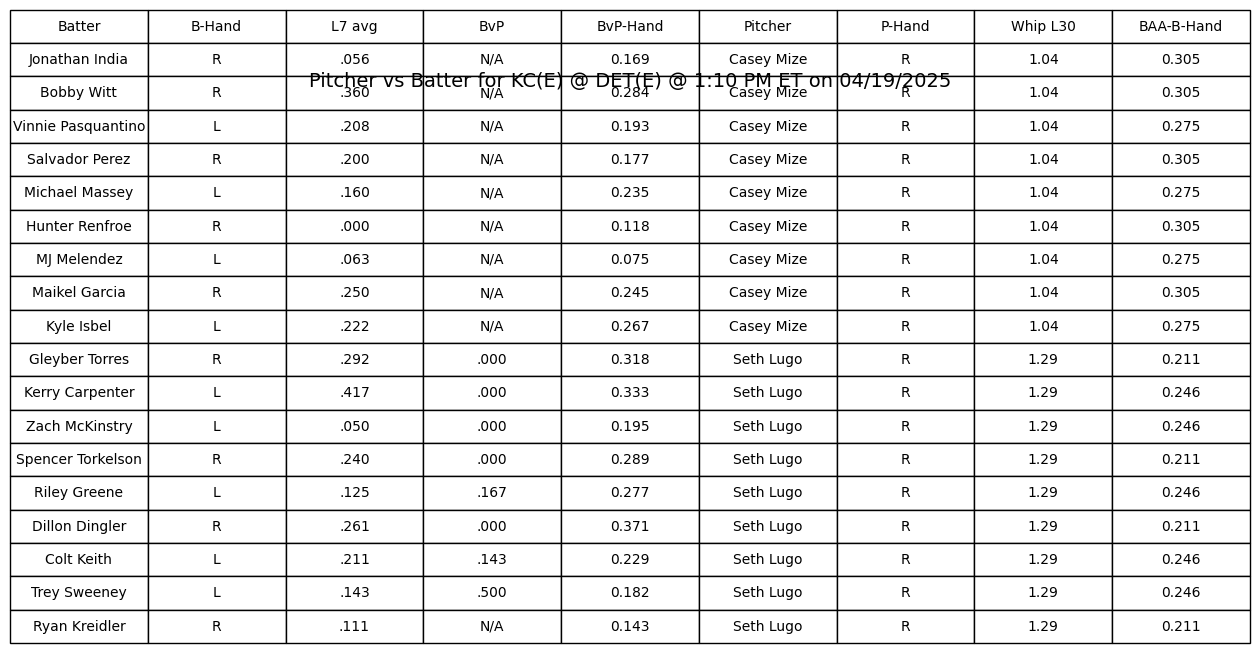 Batter B-Hand L7 avg BvP BvP-Hand Pitcher P-Hand Whip L30 BAA-B-Hand
Jonathan India R .056 N/A 0.169 Casey Mize R 1.04 0.305
Pitcher vs Batter for KC(E) @ DET(E) @ 1:10 PM ET on 04/19/2025
Bobby Witt R .360 N/A 0.284 Casey Mize R 1.04 0.305
Vinnie Pasquantino L .208 N/A 0.193 Casey Mize R 1.04 0.275
Salvador Perez R .200 N/A 0.177 Casey Mize R 1.04 0.305
Michael Massey L .160 N/A 0.235 Casey Mize R 1.04 0.275
Hunter Renfroe R .000 N/A 0.118 Casey Mize R 1.04 0.305
MJ Melendez L .063 N/A 0.075 Casey Mize R 1.04 0.275
Maikel Garcia R .250 N/A 0.245 Casey Mize R 1.04 0.305
Kyle Isbel L .222 N/A 0.267 Casey Mize R 1.04 0.275
Gleyber Torres R .292 .000 0.318 Seth Lugo R 1.29 0.211
Kerry Carpenter L .417 .000 0.333 Seth Lugo R 1.29 0.246
Zach McKinstry L .050 .000 0.195 Seth Lugo R 1.29 0.246
Spencer Torkelson R .240 .000 0.289 Seth Lugo R 1.29 0.211
Riley Greene L .125 .167 0.277 Seth Lugo R 1.29 0.246
Dillon Dingler R .261 .000 0.371 Seth Lugo R 1.29 0.211
Colt Keith L .211 .143 0.229 Seth Lugo R 1.29 0.246
Trey Sweeney L .143 .500 0.182 Seth Lugo R 1.29 0.246
Ryan Kreidler R .111 N/A 0.143 Seth Lugo R 1.29 0.211